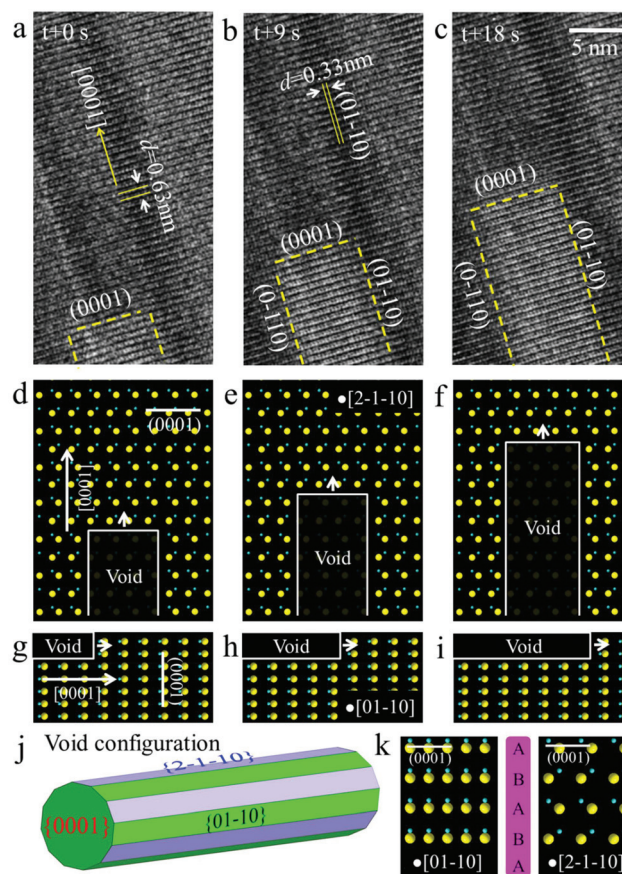 a
t+0 s
[0001]
d=0.63nm
(0001)
b
t+9 s
d=0.33nm
(01-10)
(0001)
(0-110)
(01-10)
c
t+18 s
5 nm
(0001)
(0-110)
(01-10)
d
(0001)
[0001]
Void
e
[2-1-10]
Void
f
Void
g
Void
[0001]
(0001)
h
Void
[01-10]
i
Void
j
Void configuration
{2-1-10}
{0001}
{01-10}
k
(0001)
[01-10]
A
B
A
B
A
(0001)
[2-1-10]